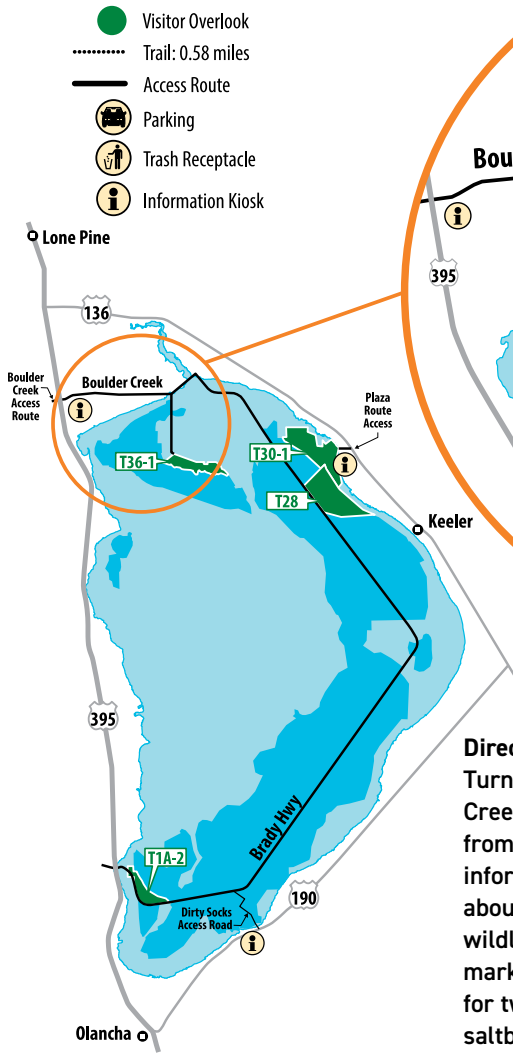 Visitor Overlook
Trail: 0.58 miles
Access Route
Parking
Trash Receptacle
i Information Kiosk
Bou
i
395
Lone Pine
136
Boulder
Creek
Access
Route
Boulder Creek
i
Plaza
Route
Access
T30-1
i
T36-1
T28
Keeler
395
Brady Hwy
T1A-2
190
Dirty Socks
Access Road
i
Olancha
Direc
Turn
Cree
from
infor
abou
wildl
mark
for tw
saltb